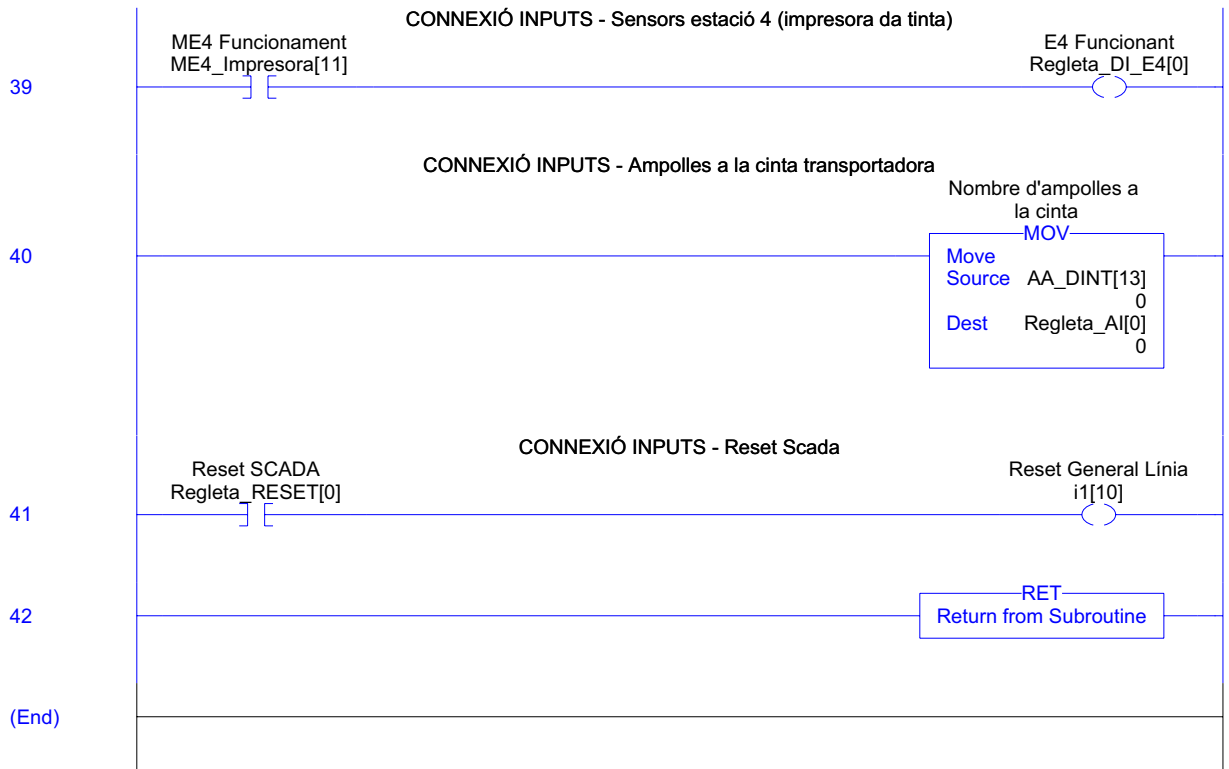 CONNEXIÓ INPUTS - Sensors estació 4 (impresora da tinta)
ME4 Funcionament
ME4_Impresora[11]
E4 Funcionant
Regleta_DI_E4[0]
39
CONNEXIÓ INPUTS - Ampolles a la cinta transportadora
Nombre d'ampolles a
la cinta
MOV
40
Move
Source AA_DINT[13]
0
Dest Regleta_AI[0]
0
CONNEXIÓ INPUTS - Reset Scada
Reset SCADA
Regleta_RESET[0]
Reset General Línia
i1[10]
41
RET
42
Return from Subroutine
(End)